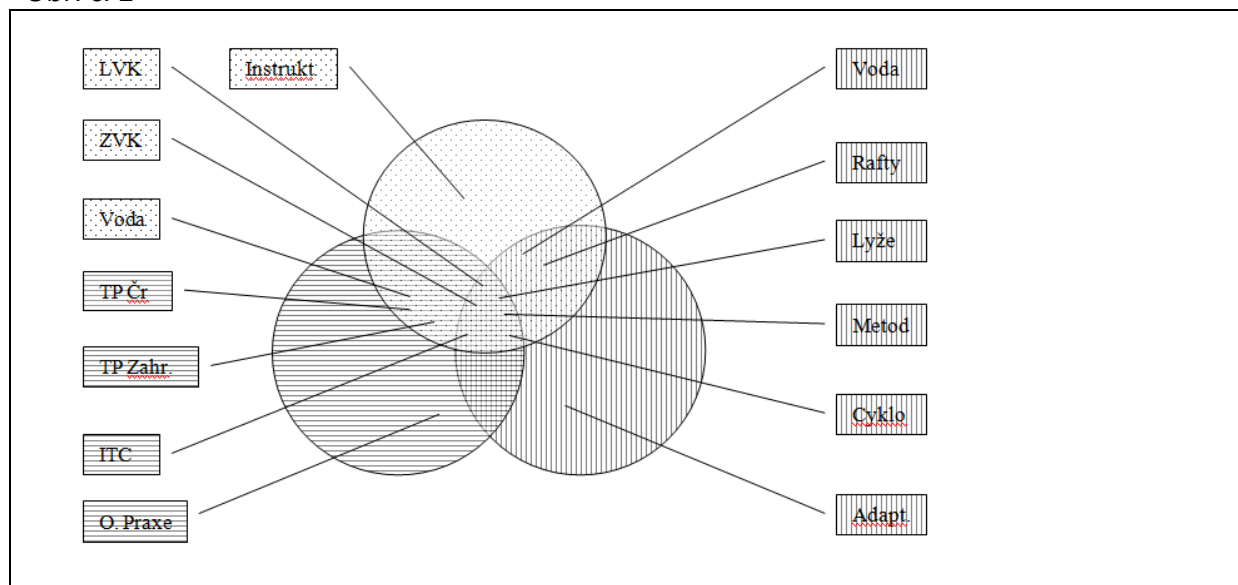 LVK
Instrukt.
Voda
ZVK
Rafty
Voda
Lyže
TP Čr
Metod
TP Zahr.
Cyklo
ITC
O. Praxe
Adapt.